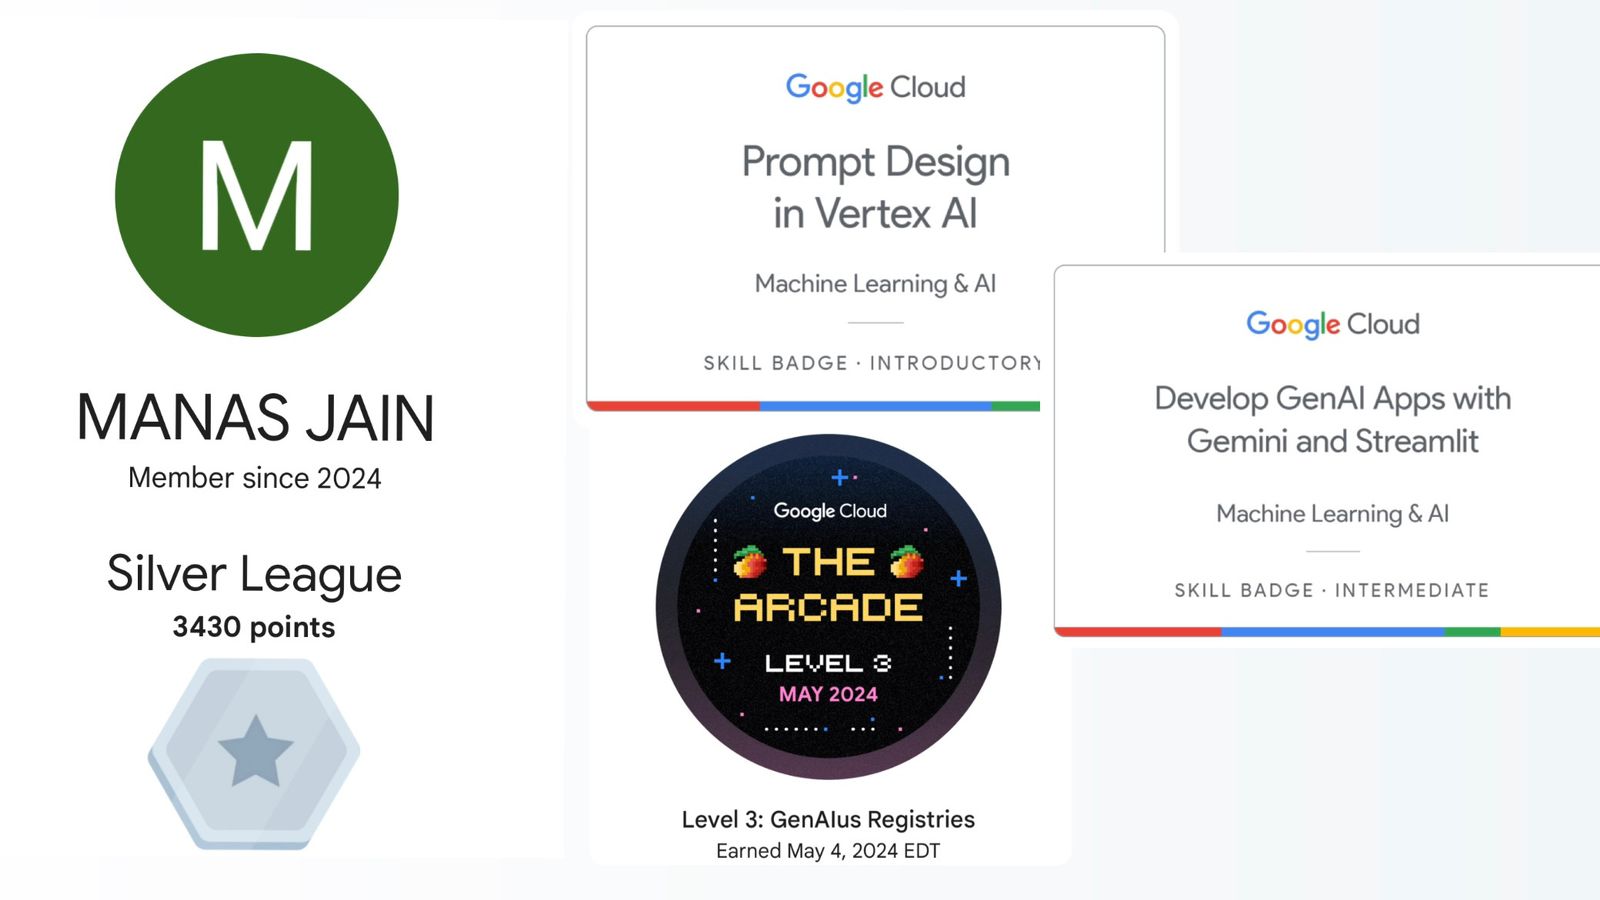 M
MANAS JAIN
Member since 2024
Silver League
3430 points
Google Cloud
Prompt Design
in Vertex AI
Machine Learning & AI
SKILL BADGE · INTRODUCTORY
Google Cloud
THE
ARCADE
LEVEL 3
MAY 2024
Level 3: GenAIus Registries
Earned May 4, 2024 EDT
Google Cloud
Develop GenAI Apps with
Gemini and Streamlit
Machine Learning & AI
SKILL BADGE · INTERMEDIATE